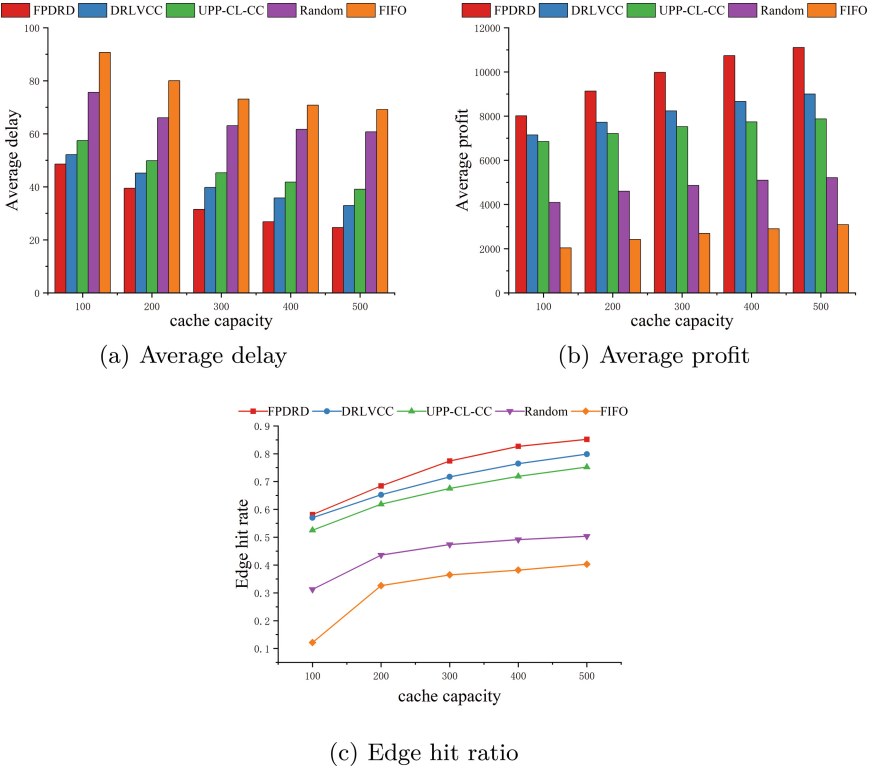 FPDRD DRLVCC UPP-CL-CC Random FIFO
100
80
60
40
20
0
Average delay
100 200 300 400 500
cache capacity
(a) Average delay
FPDRD DRLVCC UPP-CL-CC Random FIFO
12000
10000
8000
6000
4000
2000
0
Average profit
100 200 300 400 500
cache capacity
(b) Average profit
FPDRD DRLVCC UPP-CL-CC Random FIFO
0.9
0.8
0.7
0.6
0.5
0.4
0.3
0.2
0.1
Edge hit rate
100 200 300 400 500
cache capacity
(c) Edge hit ratio